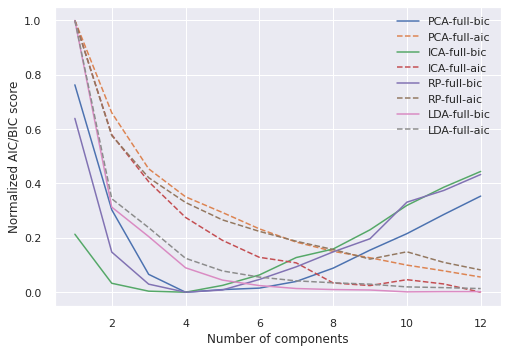 1.0
0.8
0.6
0.4
0.2
0.0
Normalized AIC/BIC score
2 4 6 8 10 12
Number of components
PCA-full-bic
PCA-full-aic
ICA-full-bic
ICA-full-aic
RP-full-bic
RP-full-aic
LDA-full-bic
LDA-full-aic